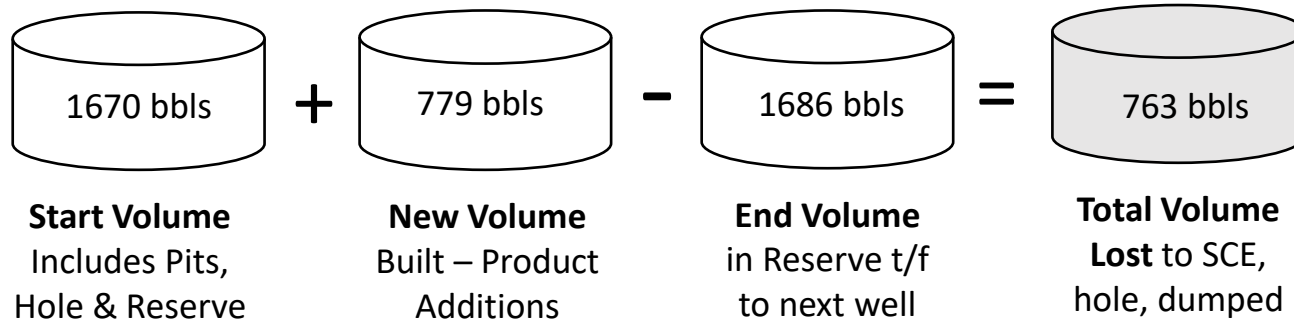 1670 bbls + 779 bbls - 1686 bbls = 763 bbls
Start Volume
Includes Pits,
Hole & Reserve
New Volume
Built – Product
Additions
End Volume
in Reserve t/f
to next well
Total Volume
Lost to SCE,
hole, dumped